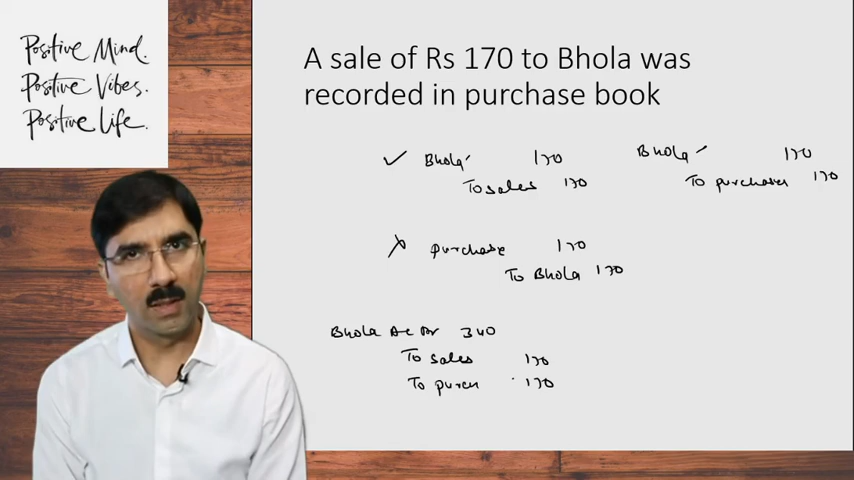 Positive Mind.
Positive Vibes.
Positive Life.
A sale of Rs 170 to Bhola was
recorded in purchase book
✓ Bhola 170
To sales 170
Bhola 170
To purchases 170
✗ purchase 170
To Bhola 170
Bhola A/c Dr 340
To sales 170
To purch 170